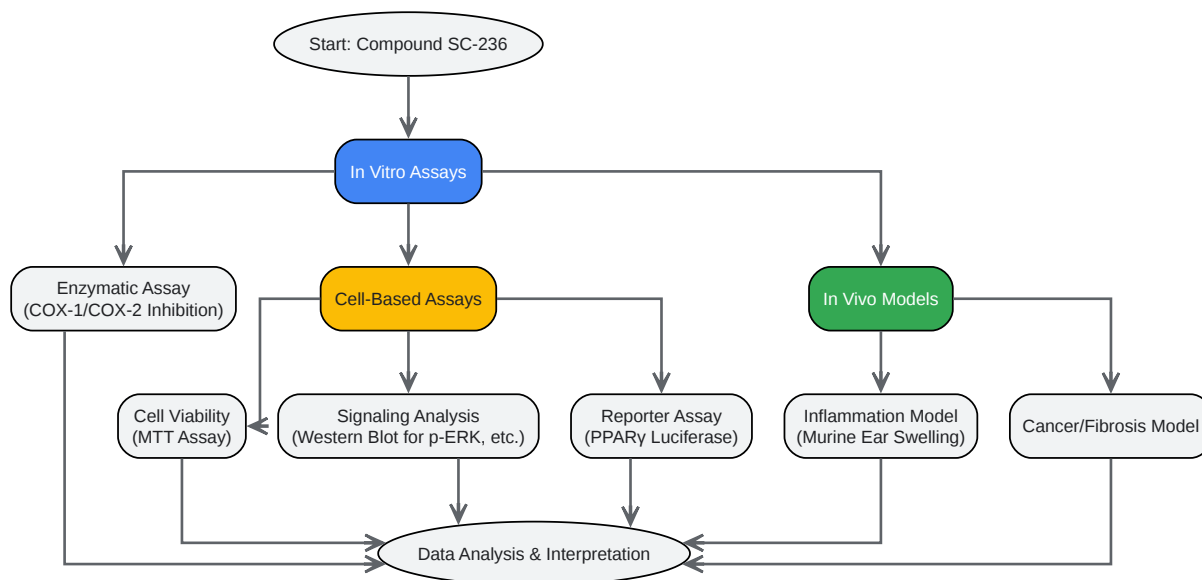 Start: Compound SC-236
In Vitro Assays
Enzymatic Assay
(COX-1/COX-2 Inhibition)
Cell-Based Assays
In Vivo Models
Cell Viability
(MTT Assay)
Signaling Analysis
(Western Blot for p-ERK, etc.)
Reporter Assay
(PPARγ Luciferase)
Inflammation Model
(Murine Ear Swelling)
Cancer/Fibrosis Model
Data Analysis & Interpretation